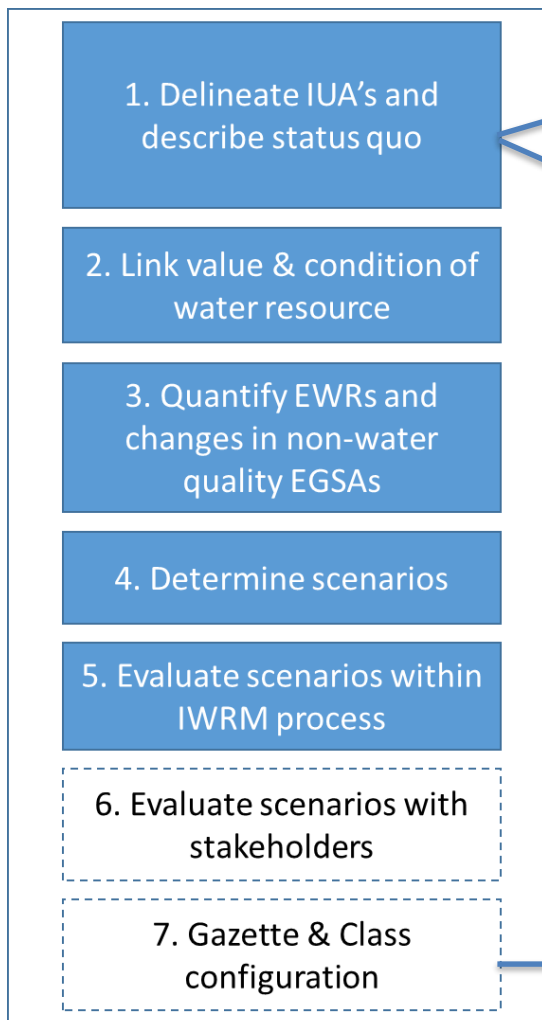 1. Delineate IUA's and
describe status quo
2. Link value & condition of
water resource
3. Quantify EWRs and
changes in non-water
quality EGSAs
4. Determine scenarios
5. Evaluate scenarios within
IWRM process
6. Evaluate scenarios with
stakeholders
7. Gazette & Class
configuration